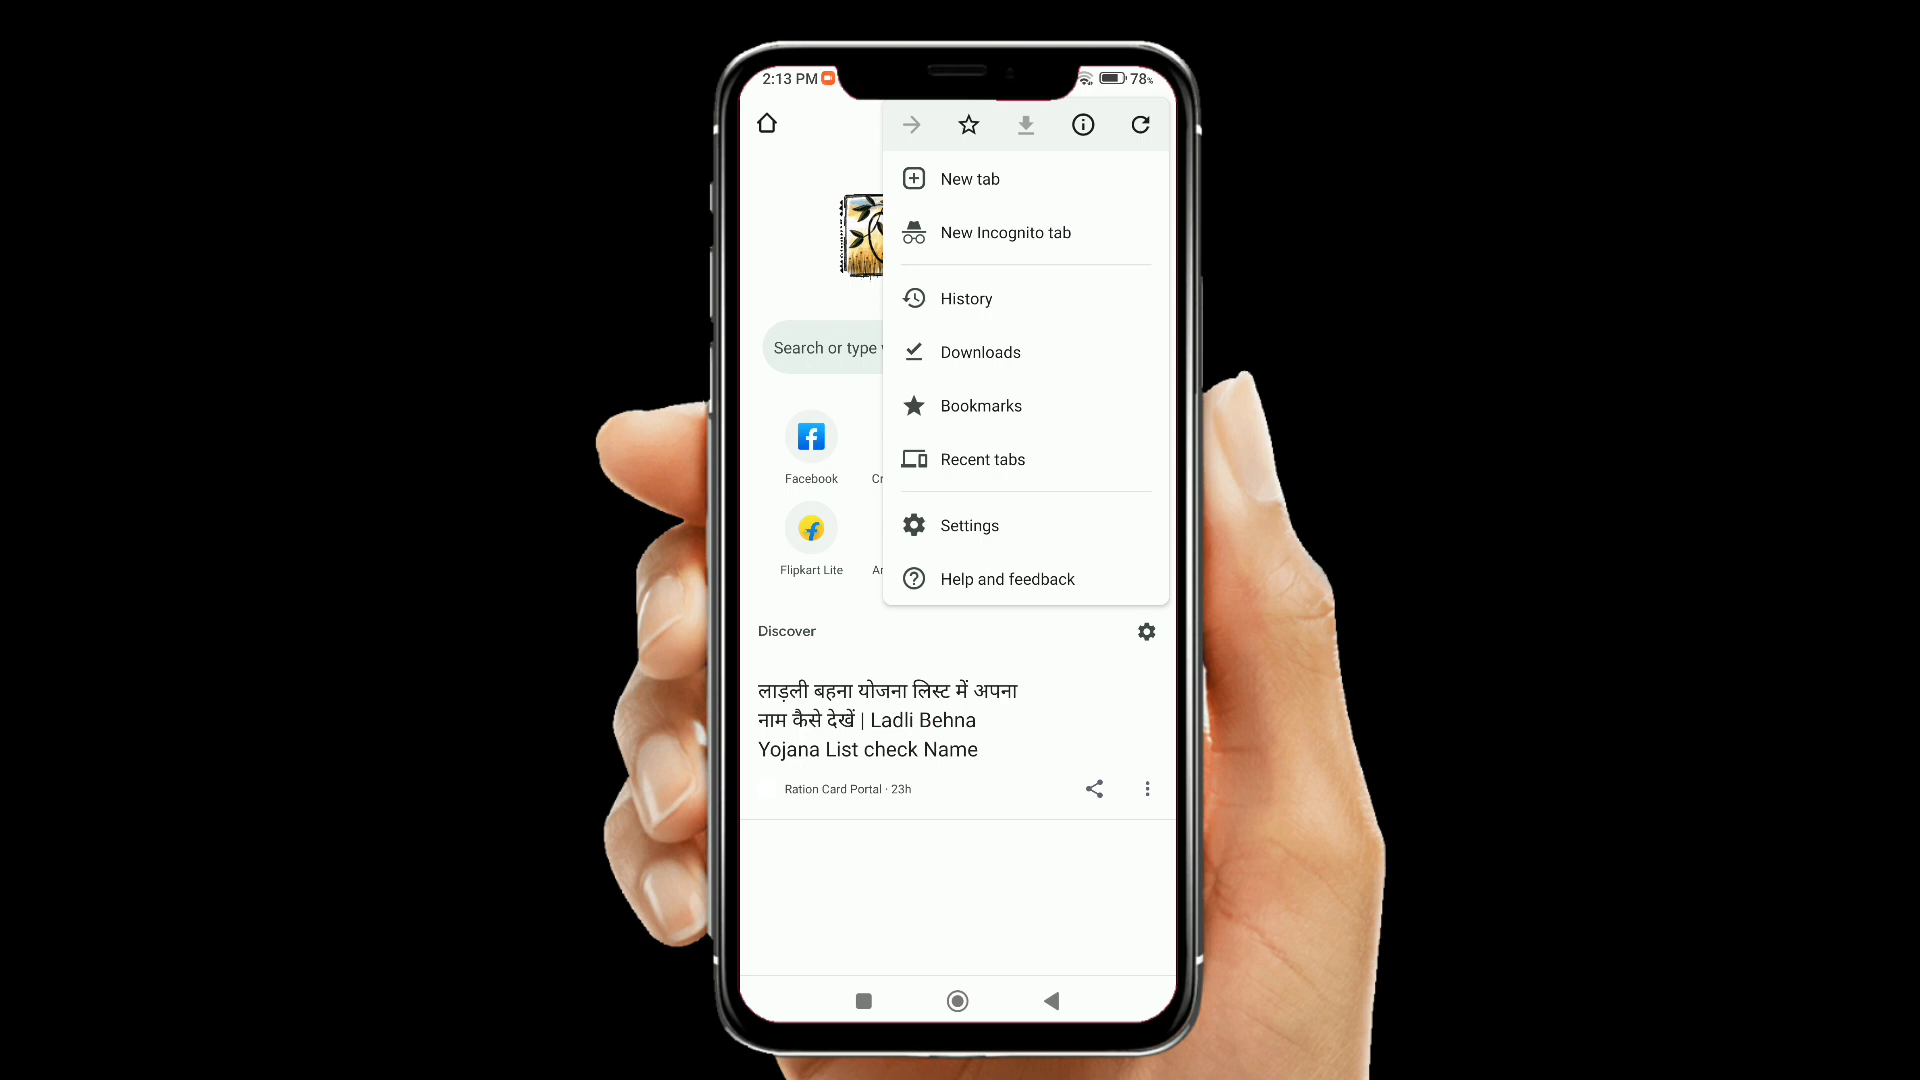 2:13 PM
78%
New tab
New Incognito tab
History
Search or type
Downloads
Bookmarks
Facebook
Recent tabs
Settings
Flipkart Lite
Help and feedback
Discover
लाड़ली बहना योजना लिस्ट में अपना
नाम कैसे देखें | Ladli Behna
Yojana List check Name
Ration Card Portal · 23h